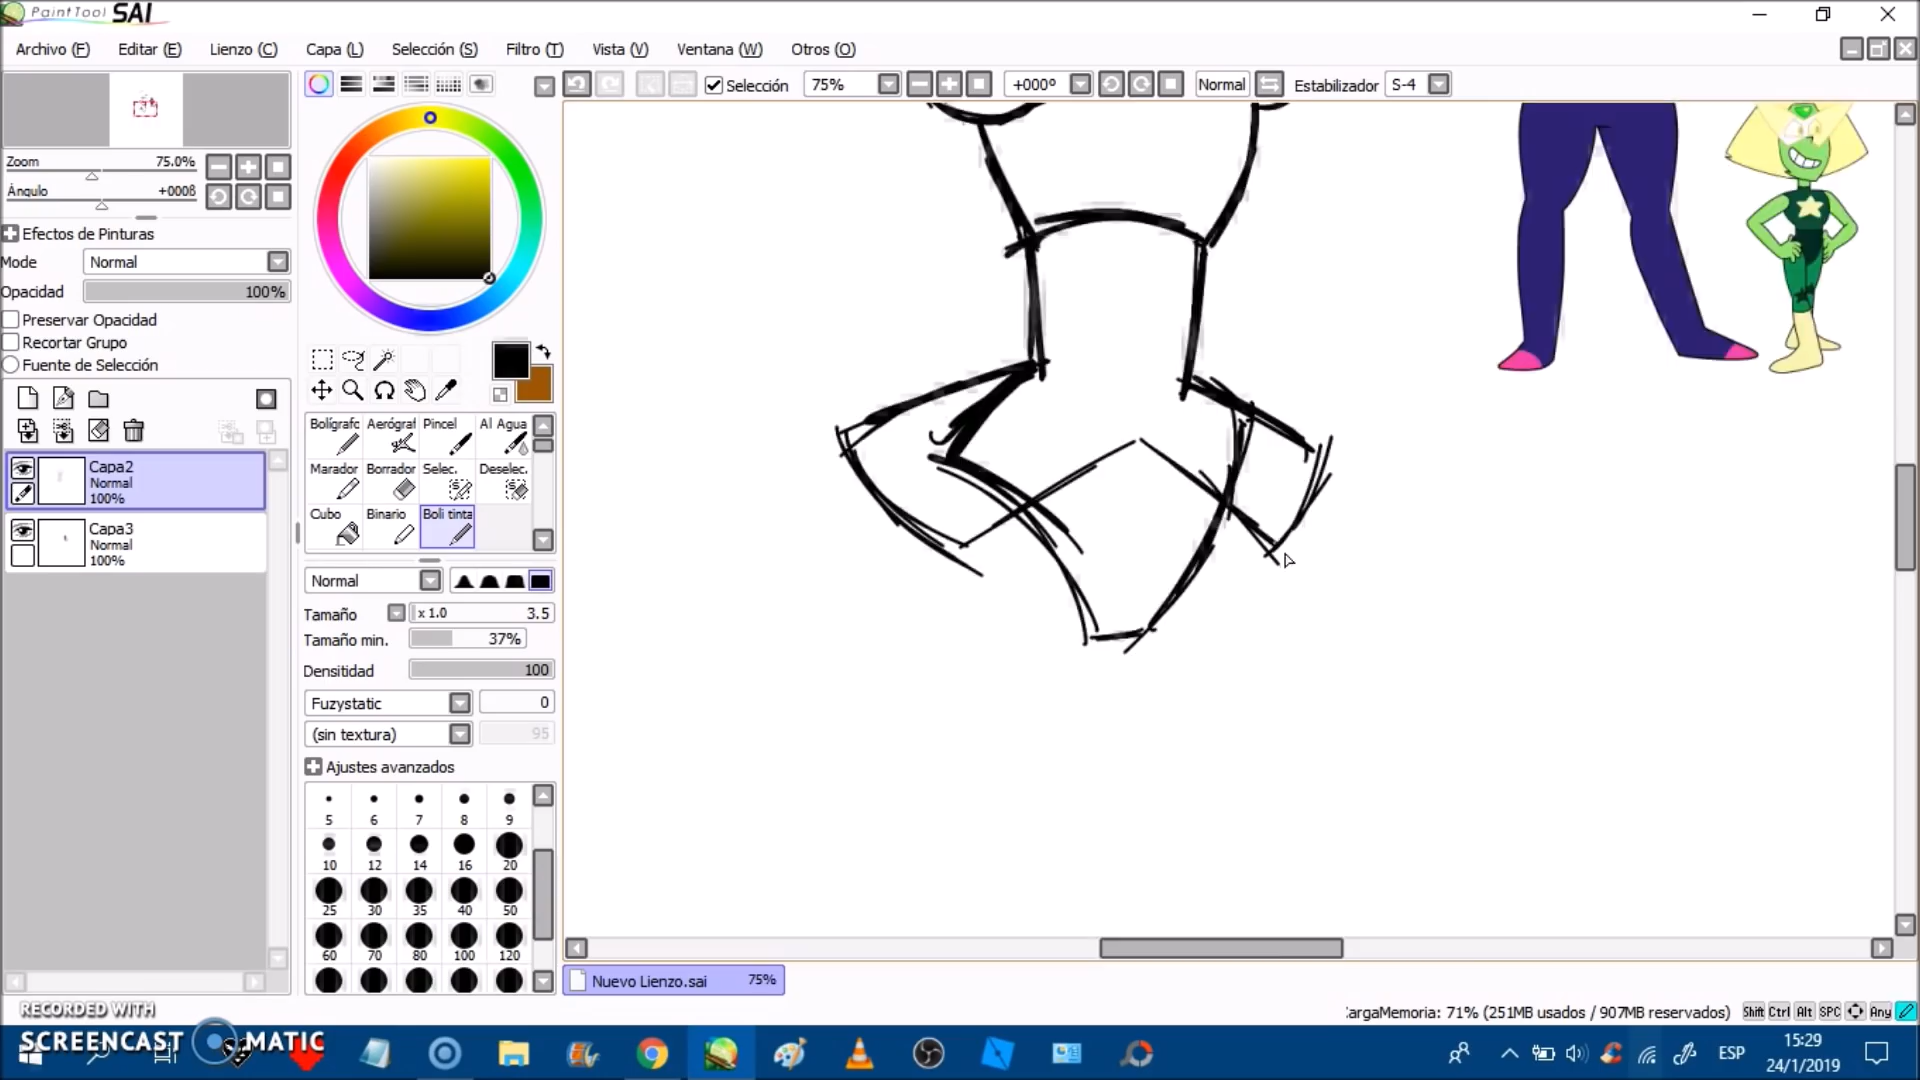 PaintTool SAI
Archivo (F) Editar (E) Lienzo (C) Capa (L) Selección (S) Filtro (T) Vista (V) Ventana (W) Otros (O)
Selección 75% +000º Normal Estabilizador S-4
Zoom 75.0%
Ángulo +000ß
Efectos de Pinturas
Mode Normal
Opacidad 100%
Preservar Opacidad
Recortar Grupo
Fuente de Selección
Capa2
Normal
100%
Capa3
Normal
100%
Bolígrafo Aerógraf Pincel Al Agua
Marador Borrador Selec. Deselec.
Cubo Binario Boli tinta
Normal
Tamaño x 1.0 3.5
Tamaño min. 37%
Densitidad 100
Fuzystatic 0
(sin textura) 95
Ajustes avanzados
5 6 7 8 9
10 12 14 16 20
25 30 35 40 50
60 70 80 100 120
Nuevo Lienzo.sai 75%
argaMemoria: 71% (251MB usados / 907MB reservados) Shift Ctrl Alt SPC Any
RECORDED WITH
SCREENCAST MATIC
ESP
15:29
24/1/2019